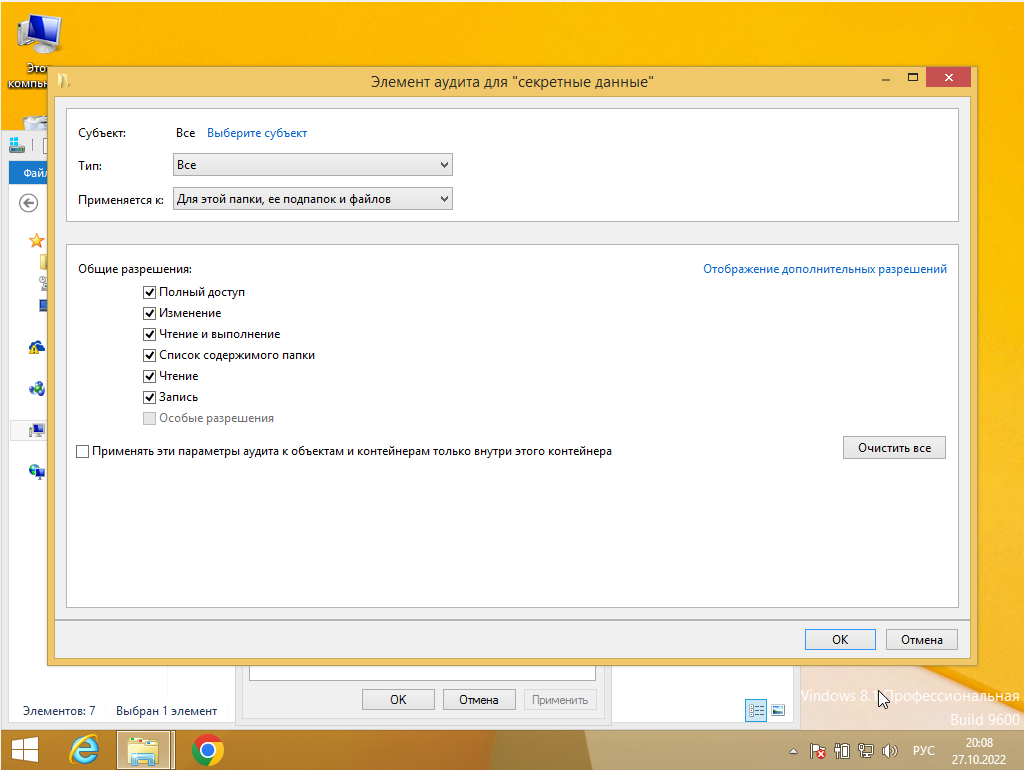 Элемент аудита для "секретные данные"
Субъект: Все Выберите субъект
Тип: Все
Применяется к: Для этой папки, ее подпапок и файлов
Общие разрешения: Отображение дополнительных разрешений
Полный доступ
Изменение
Чтение и выполнение
Список содержимого папки
Чтение
Запись
Особые разрешения
Применять эти параметры аудита к объектам и контейнерам только внутри этого контейнера
Очистить все
OK Отмена
OK Отмена Применить
Элементов: 7 Выбран 1 элемент
Windows 8.1 Профессиональная
Build 9600
РУС
20:08
27.10.2022